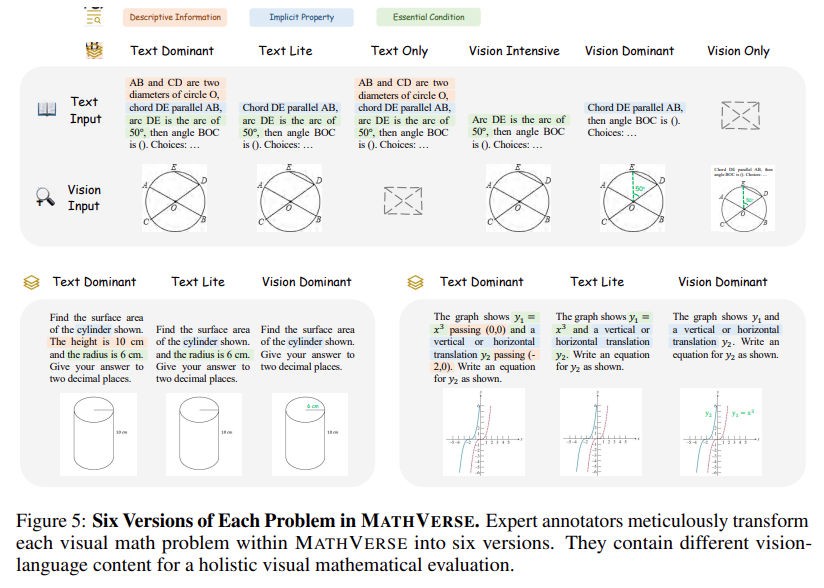 Descriptive Information Implicit Property Essential Condition
Text Dominant Text Lite Text Only Vision Intensive Vision Dominant Vision Only
Text Input
AB and CD are two
diameters of circle O,
chord DE parallel AB,
arc DE is the arc of
50°, then angle BOC
is (). Choices: …
Chord DE parallel AB,
arc DE is the arc of
50°, then angle BOC
is (). Choices: …
AB and CD are two
diameters of circle O,
chord DE parallel AB,
arc DE is the arc of
50°, then angle BOC
is (). Choices: …
Arc DE is the arc of
50°, then angle BOC
is (). Choices: …
Chord DE parallel AB,
then angle BOC is ().
Choices: …
Vision Input
E
A D
O
C B
E
A D
O
C B
E
A D
O
C B
E
A D
50°
O
C B
Chord DE parallel AB, then
angle BOC is (). Choices: …
E
A D
50°
O
C B
Text Dominant Text Lite Vision Dominant
Find the surface area
of the cylinder shown.
The height is 10 cm
and the radius is 6 cm.
Give your answer to
two decimal places.
Find the surface area
of the cylinder shown.
and the radius is 6 cm.
Give your answer to
two decimal places.
Find the surface area
of the cylinder shown.
Give your answer to
two decimal places.
10 cm
10 cm
6 cm
10 cm
Text Dominant Text Lite Vision Dominant
The graph shows y₁ =
x³ passing (0,0) and a
vertical or horizontal
translation y₂ passing (-
2,0). Write an equation
for y₂ as shown.
The graph shows y₁ =
x³ and a vertical or
horizontal translation
y₂. Write an equation
for y₂ as shown.
The graph shows y₁ and
a vertical or horizontal
translation y₂. Write an
equation for y₂ as shown.
y₂ y₁ = x³
Figure 5: Six Versions of Each Problem in MATHVERSE. Expert annotators meticulously transform
each visual math problem within MATHVERSE into six versions. They contain different vision-
language content for a holistic visual mathematical evaluation.